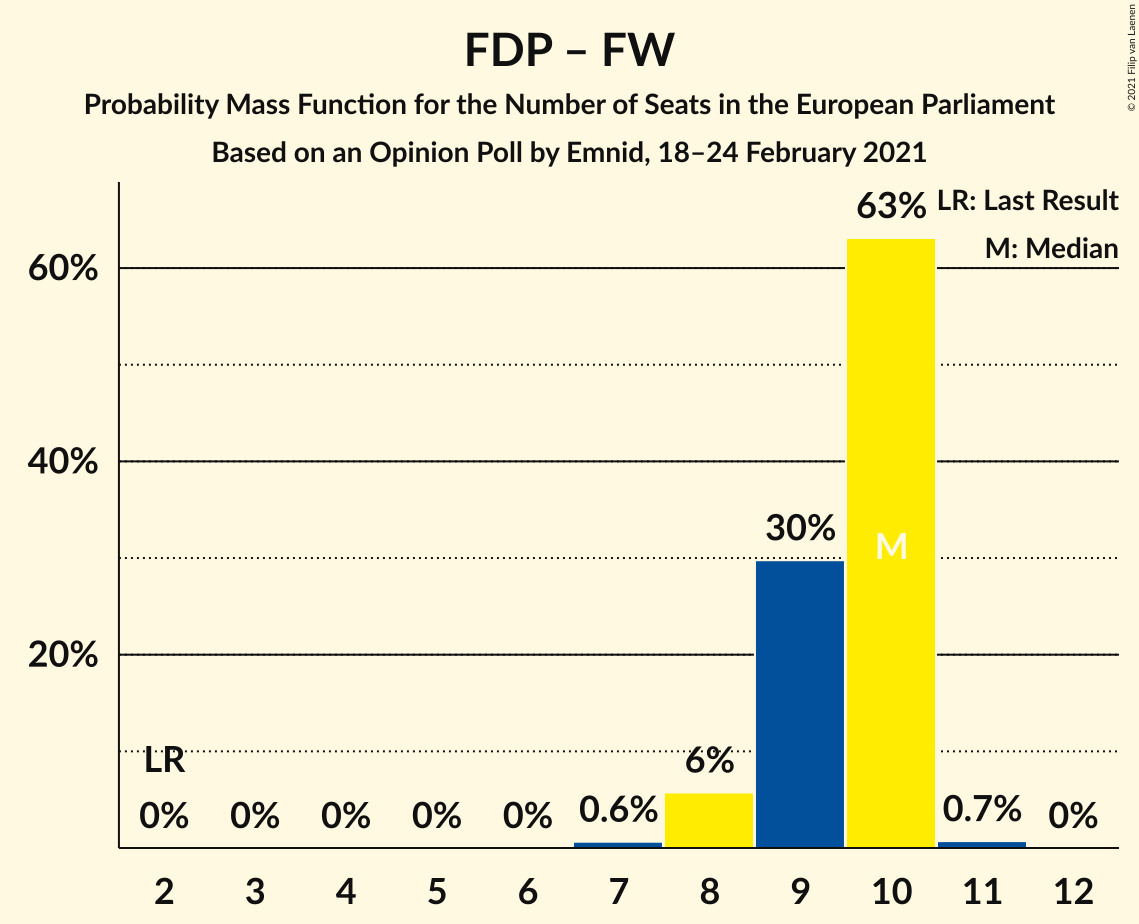 FDP – FW
Probability Mass Function for the Number of Seats in the European Parliament
Based on an Opinion Poll by Emnid, 18–24 February 2021
© 2021 Filip van Laenen
LR: Last Result
M: Median
60%
40%
20%
63%
30%
M
LR
6%
0% 0% 0% 0% 0% 0.6% 0.7% 0%
2 3 4 5 6 7 8 9 10 11 12